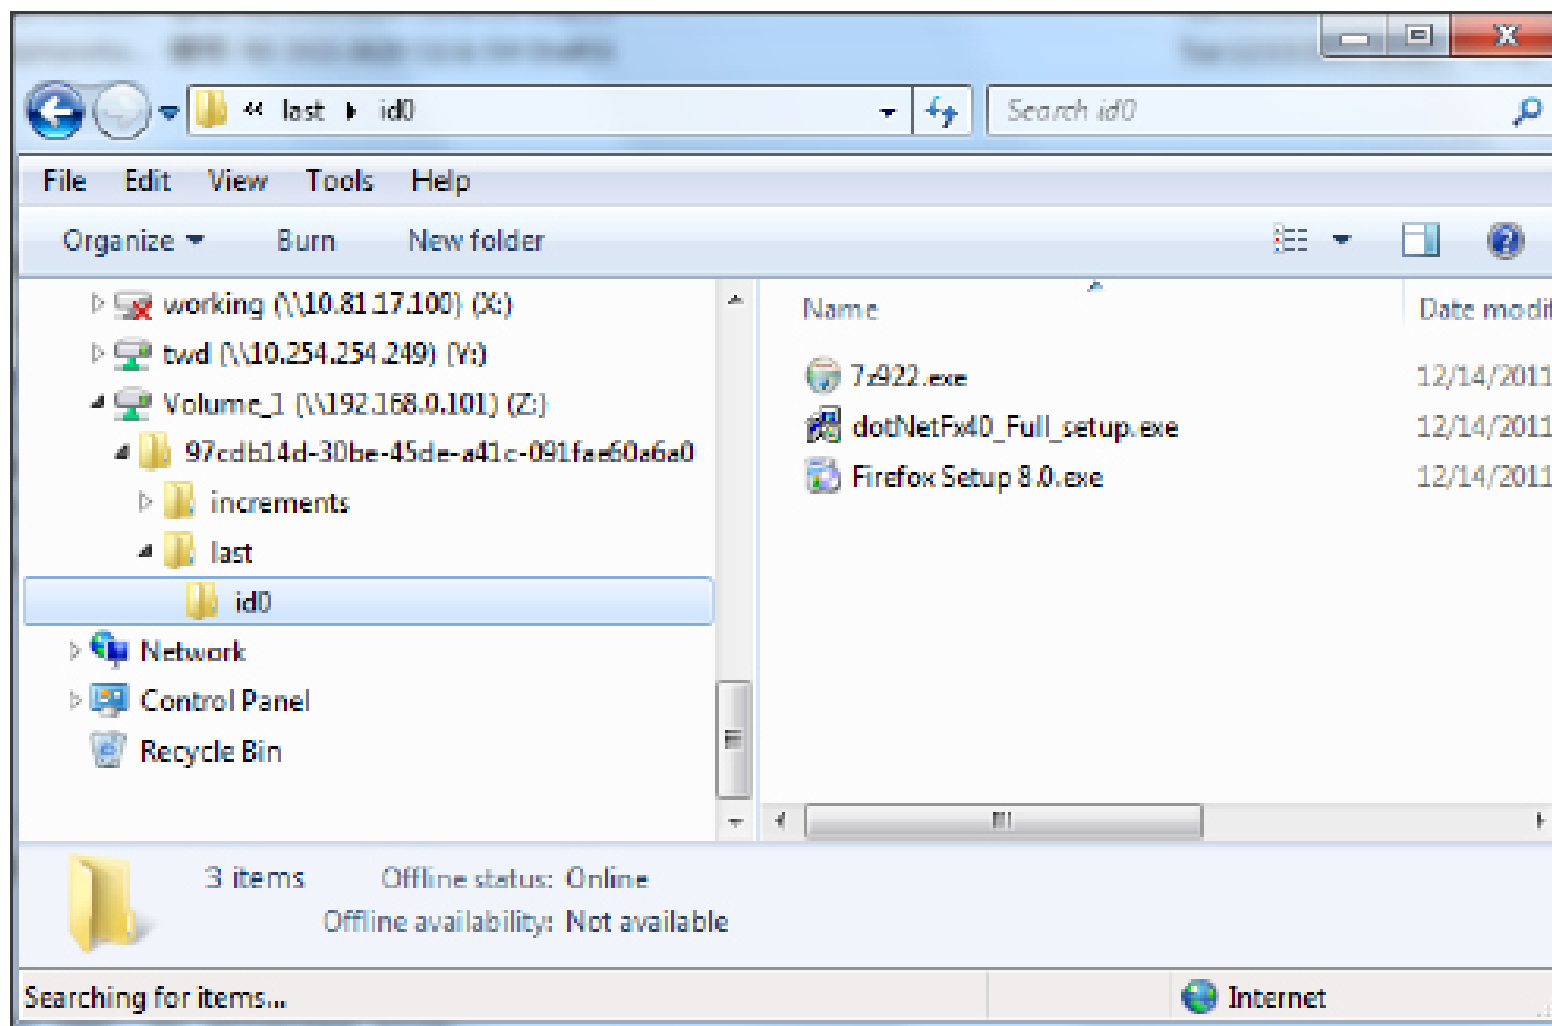 « last ▸ id0
Search id0
File Edit View Tools Help
Organize Burn New folder
working (\\10.81.17.100) (X:)
twd (\\10.254.254.249) (Y:)
Volume_1 (\\192.168.0.101) (Z:)
97cdb14d-30be-45de-a41c-091fae60a6a0
increments
last
id0
Network
Control Panel
Recycle Bin
Name Date modif
7z922.exe 12/14/2011
dotNetFx40_Full_setup.exe 12/14/2011
Firefox Setup 8.0.exe 12/14/2011
3 items Offline status: Online
Offline availability: Not available
Searching for items... Internet